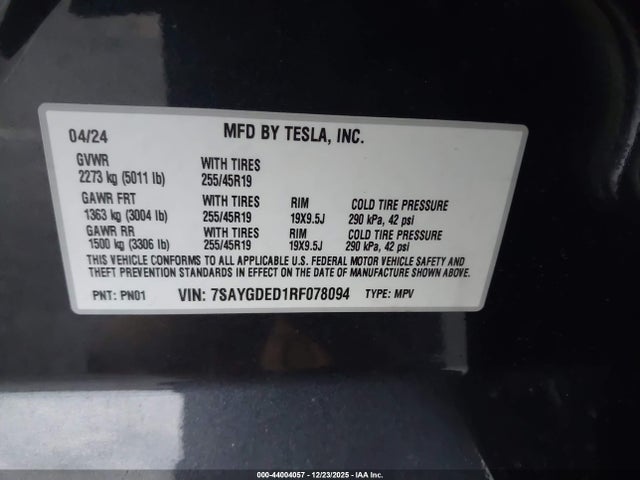 04/24 MFD BY TESLA, INC.
GVWR WITH TIRES
2273 kg (5011 lb) 255/45R19
GAWR FRT WITH TIRES RIM COLD TIRE PRESSURE
1363 kg (3004 lb) 255/45R19 19X9.5J 290 kPa, 42 psi
GAWR RR WITH TIRES RIM COLD TIRE PRESSURE
1500 kg (3306 lb) 255/45R19 19X9.5J 290 kPa, 42 psi
THIS VEHICLE CONFORMS TO ALL APPLICABLE U.S. FEDERAL MOTOR VEHICLE SAFETY AND
THEFT PREVENTION STANDARDS IN EFFECT ON THE DATE OF MANUFACTURE SHOWN ABOVE.
PNT: PN01 VIN: 7SAYGDED1RF078094 TYPE: MPV
000-44004057 - 12/23/2025 - IAA Inc.